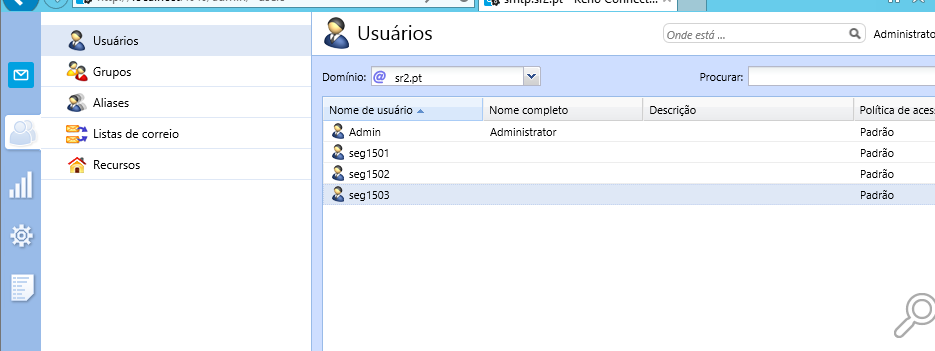 Usuários
Grupos
Aliases
Listas de correio
Recursos
Usuários
Onde está ...
Administrato
Domínio:
@ sr2.pt
Procurar:
Nome de usuário Nome completo Descrição Política de aces
Admin Administrator Padrão
seg1501 Padrão
seg1502 Padrão
seg1503 Padrão